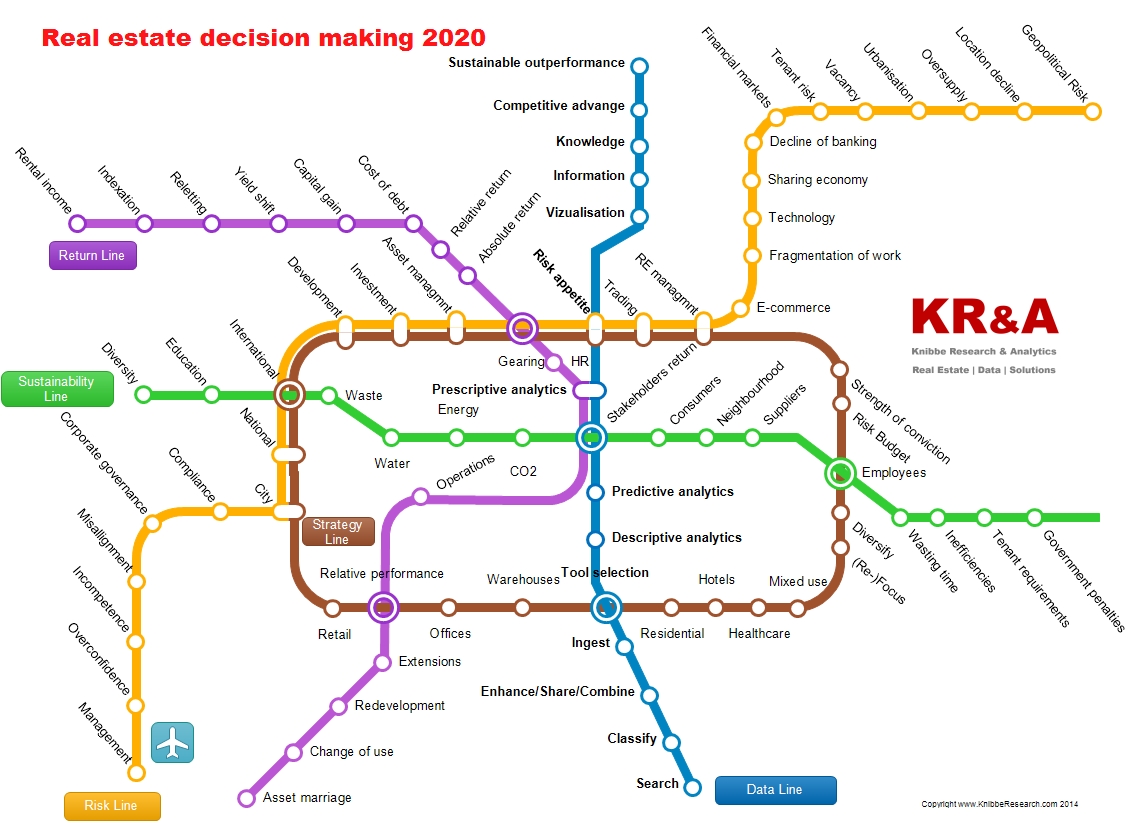 Real estate decision making 2020
Sustainable outperformance
Competitive advange
Knowledge
Information
Vizualisation
Financial markets
Tenant risk
Vacancy
Urbanisation
Oversupply
Location decline
Geopolitical Risk
Decline of banking
Sharing economy
Technology
Fragmentation of work
E-commerce
Rental income
Indexation
Reletting
Yield shift
Capital gain
Cost of debt
Relative return
Absolute return
Return Line
Development
Investment
Asset managmnt
Risk appetite
Trading
RE managmnt
KR&A
Knibbe Research & Analytics
Real Estate | Data | Solutions
Sustainability
Line
Diversity
Education
International
Waste
Gearing
HR
Prescriptive analytics
Energy
Stakeholders return
Consumers
Neighbourhood
Suppliers
Strength of conviction
Risk Budget
Employees
Corporate governance
Compliance
National
City
Water
Operations
CO2
Predictive analytics
Descriptive analytics
Strategy
Line
Misallignment
Incompetence
Overconfidence
Management
Relative performance
Warehouses
Tool selection
Hotels
Mixed use
Diversify
(Re-)Focus
Wasting time
Inefficiencies
Tenant requirements
Government penalties
Retail
Offices
Ingest
Residential
Healthcare
Extensions
Enhance/Share/Combine
Redevelopment
Classify
Change of use
Search
Asset marriage
Data Line
Risk Line
Copyright www.KnibbeResearch.com 2014